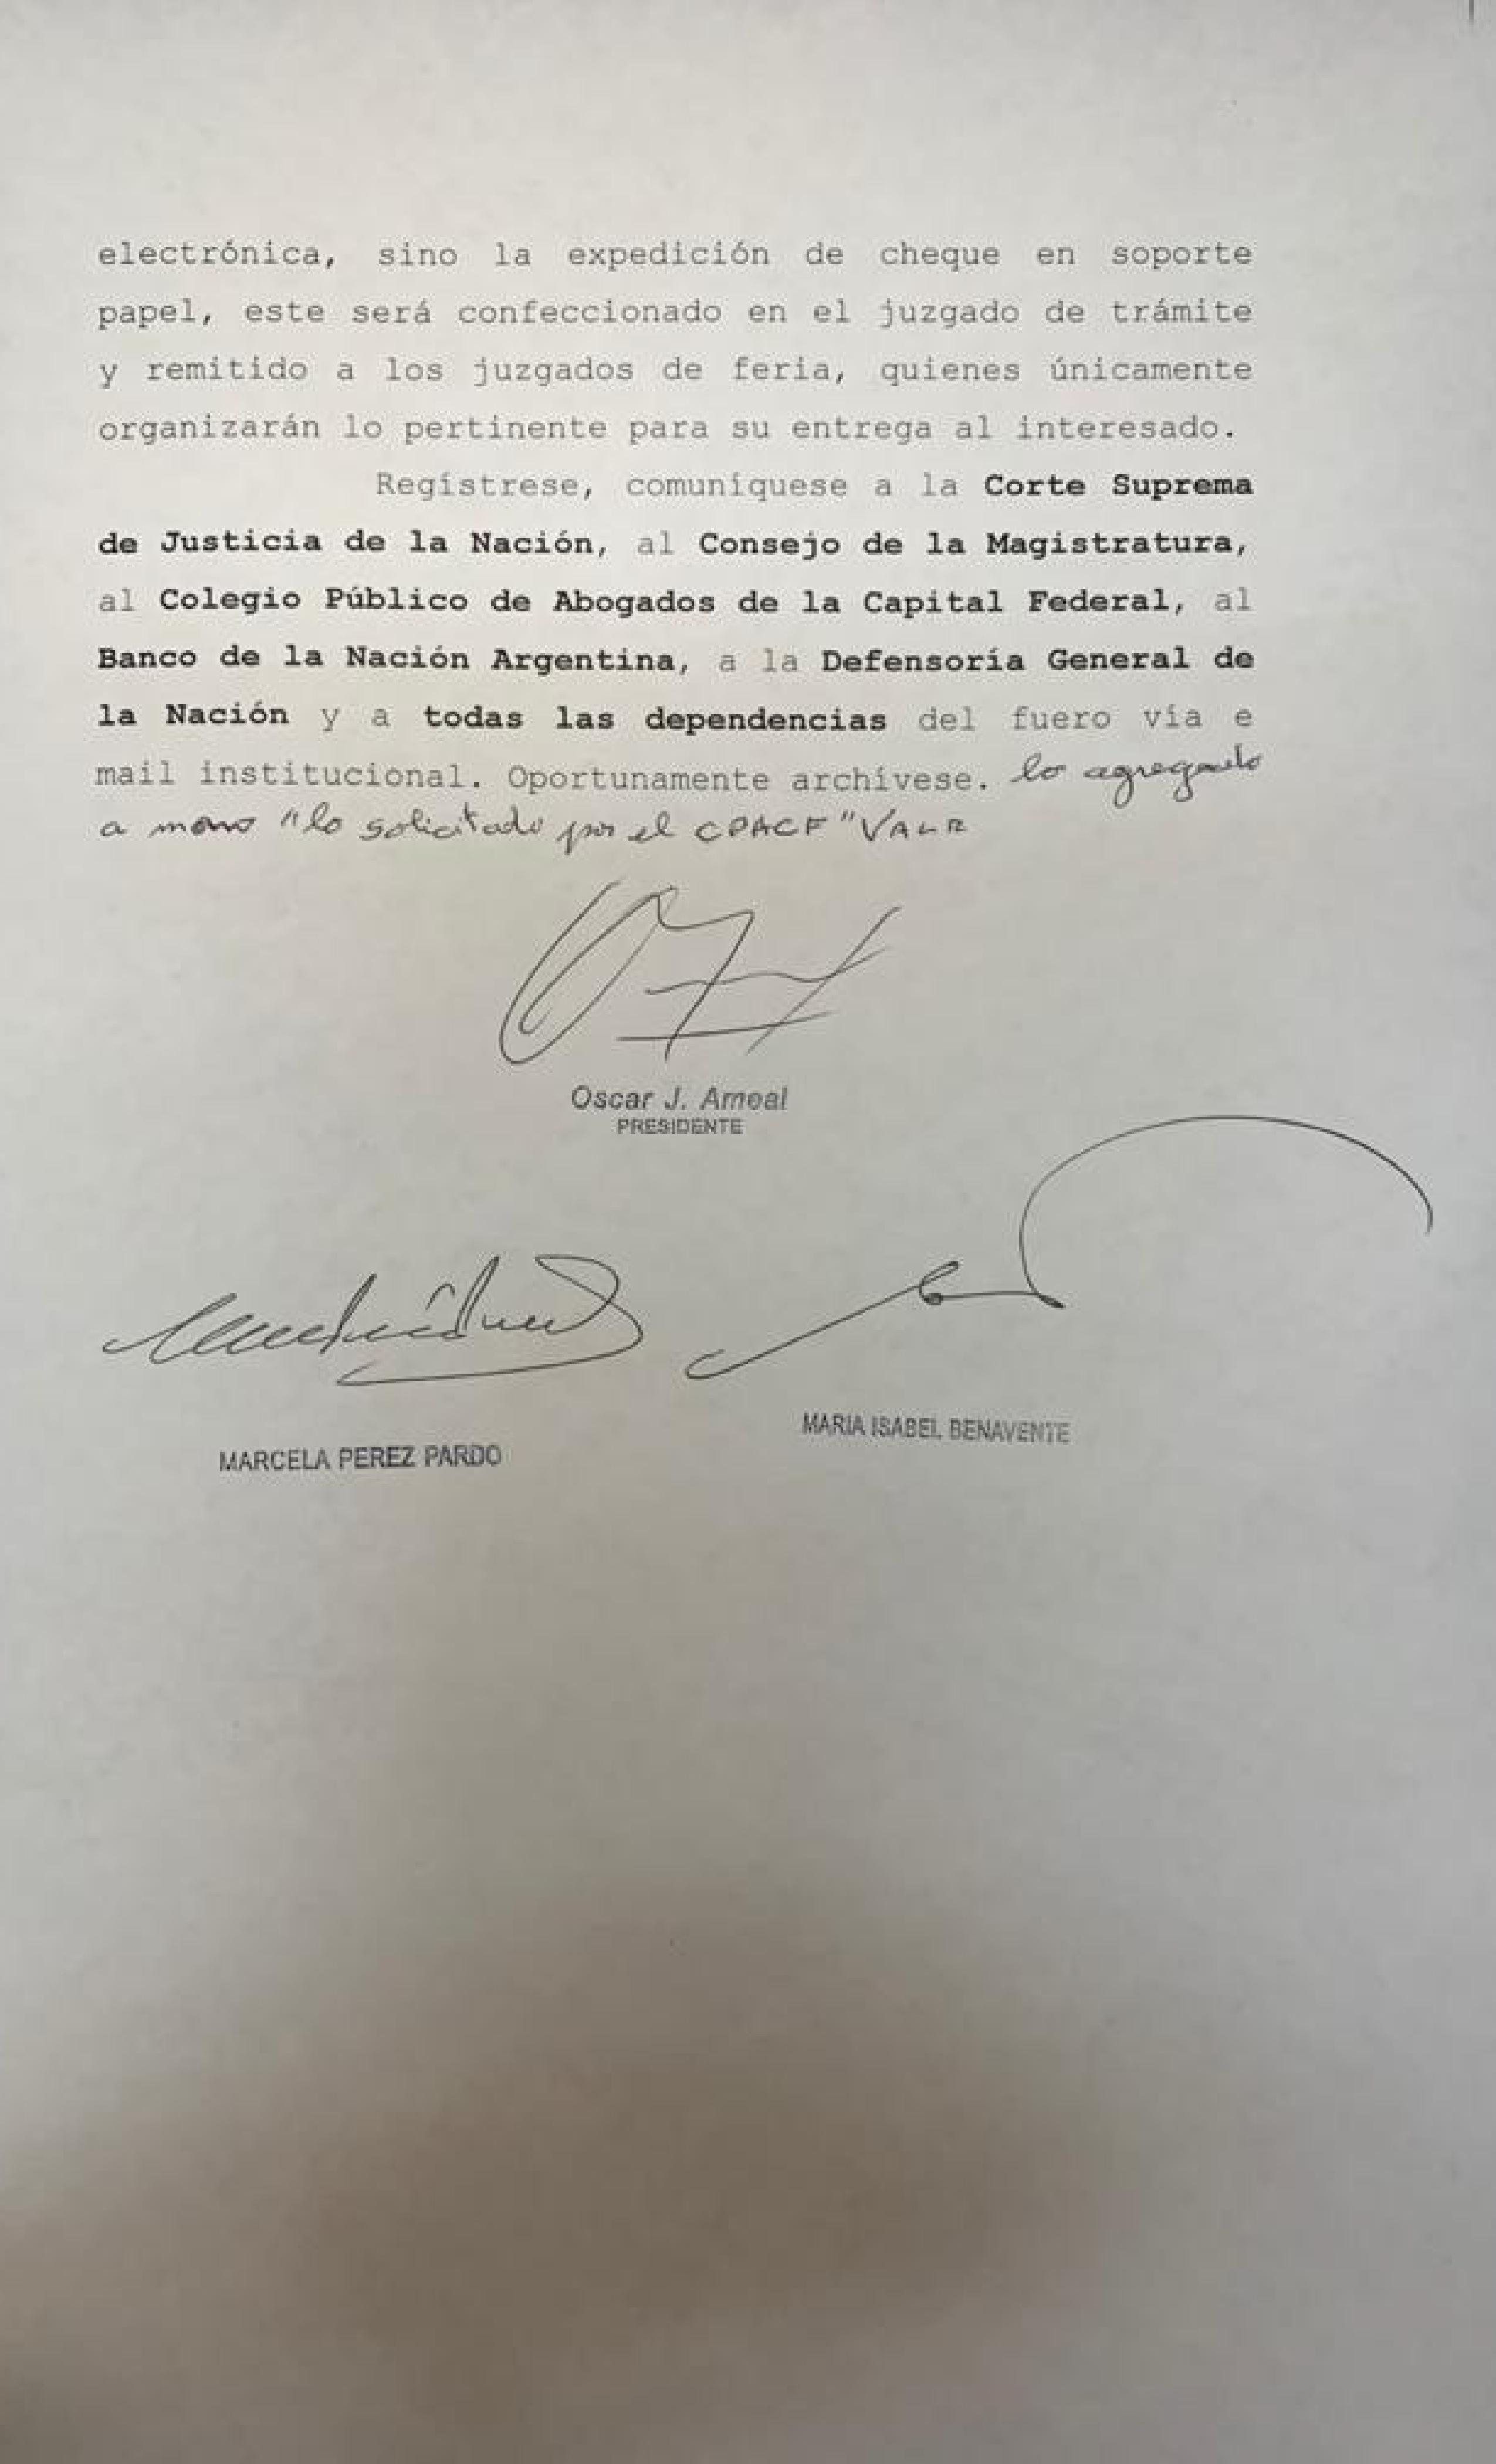 electrónica, sino la expedición de cheque en soporte
papel, este será confeccionado en el juzgado de trámite
y remitido a los juzgados de feria, quienes únicamente
organizarán lo pertinente para su entrega al interesado.
Regístrese, comuníquese a la Corte Suprema
de Justicia de la Nación, al Consejo de la Magistratura,
al Colegio Público de Abogados de la Capital Federal, al
Banco de la Nación Argentina, a la Defensoría General de
la Nación y a todas las dependencias del fuero vía e
mail institucional. Oportunamente archívese. lo agregado
a mano "lo solicitado por el CPACF" VALE
Oscar J. Ameal
PRESIDENTE
MARCELA PEREZ PARDO
MARIA ISABEL BENAVENTE